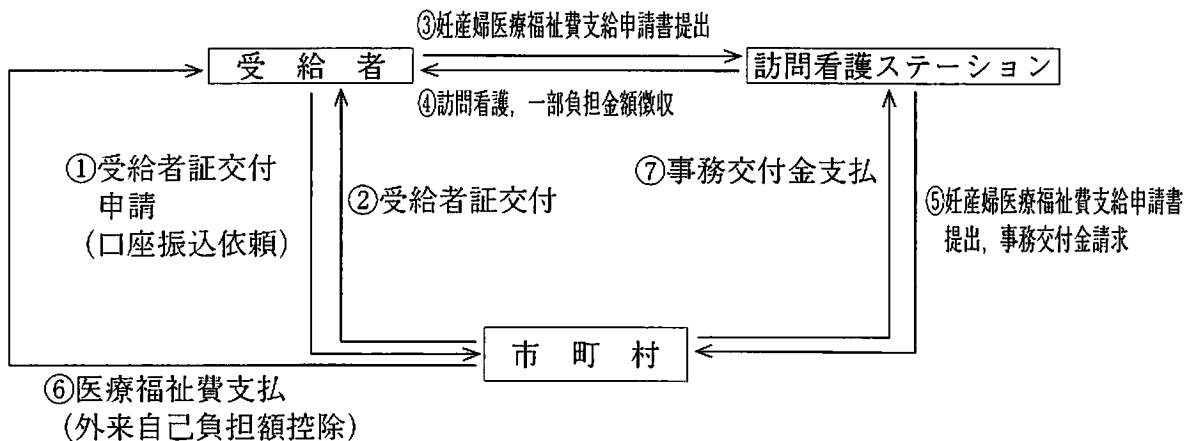 ③妊産婦医療福祉費支給申請書提出
受給者
訪問看護ステーション
④訪問看護，一部負担金額徴収
①受給者証交付
申請
（口座振込依頼）
②受給者証交付
⑦事務交付金支払
⑤妊産婦医療福祉費支給申請書
提出，事務交付金請求
市町村
⑥医療福祉費支払
（外来自己負担額控除）